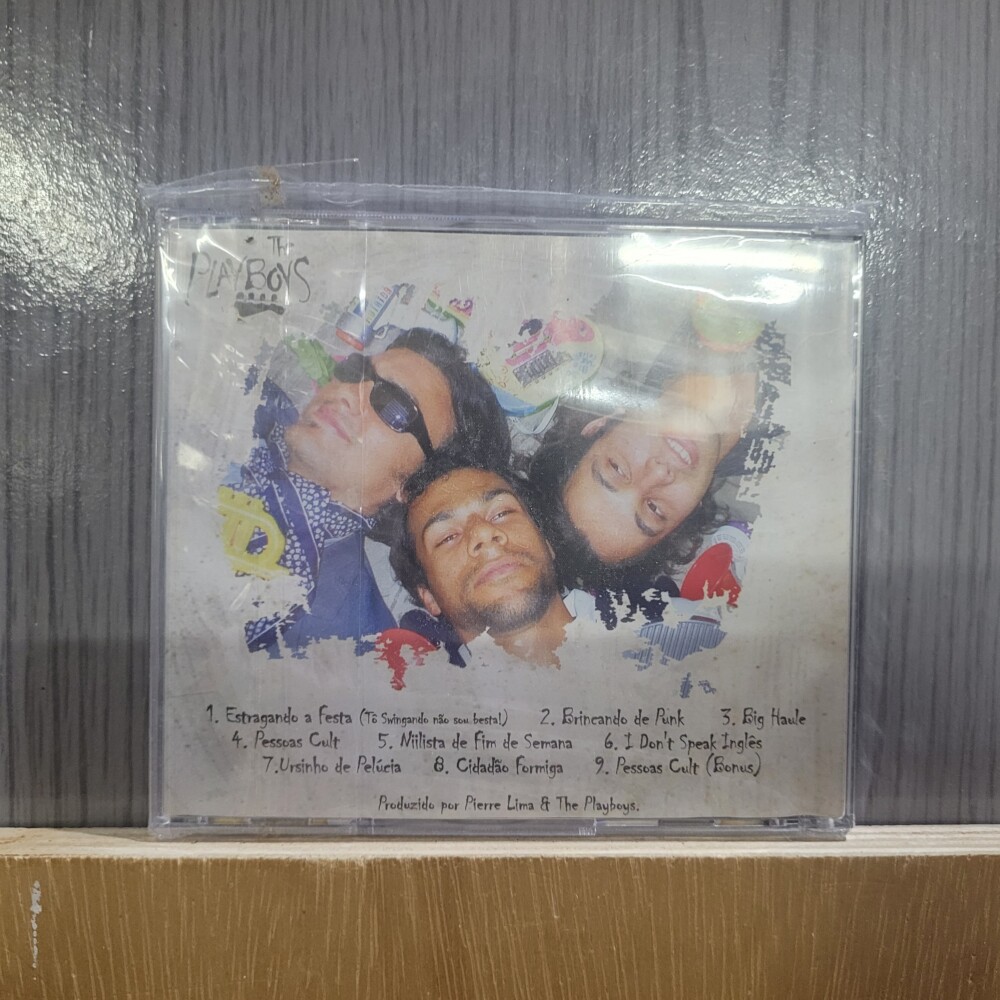 THE
PLAYBOYS
1. Estragando a Festa (Tô Swingando não sou besta!) 2. Brincando de Punk 3. Big Haule
4. Pessoas Cult 5. Niilista de Fim de Semana 6. I Don't Speak Inglês
7.Ursinho de Pelúcia 8. Cidadão Formiga 9. Pessoas Cult (Bonus)
Produzido por Pierre Lima & The Playboys.